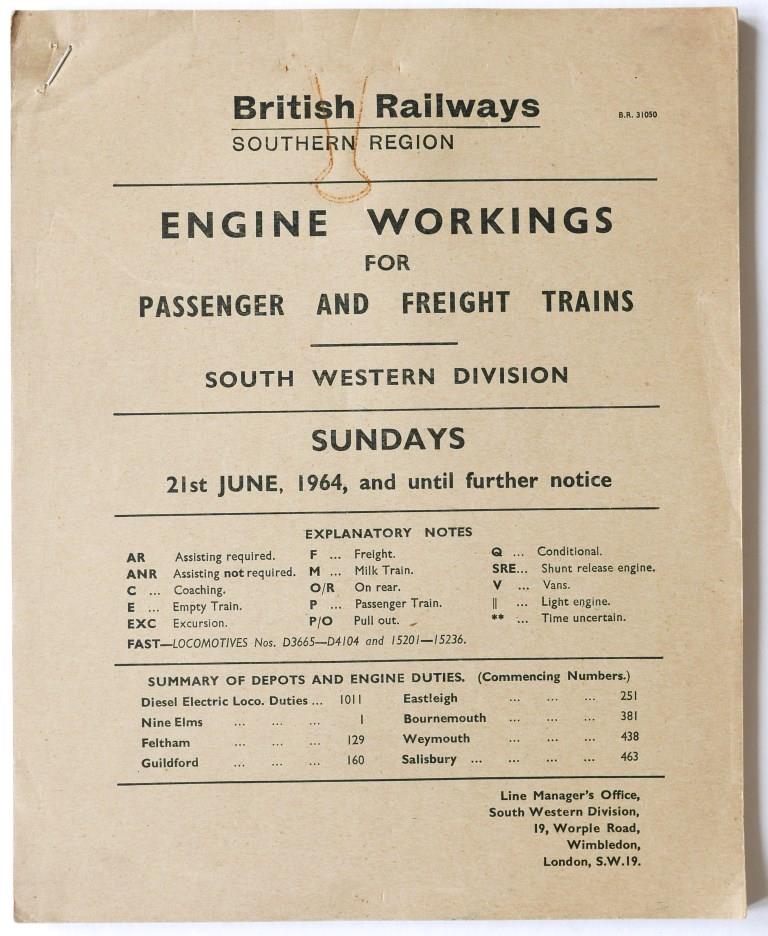 British Railways
B.R. 31050
SOUTHERN REGION
ENGINE WORKINGS
FOR
PASSENGER AND FREIGHT TRAINS
SOUTH WESTERN DIVISION
SUNDAYS
21st JUNE, 1964, and until further notice
EXPLANATORY NOTES
AR Assisting required. F ... Freight. Q ... Conditional.
ANR Assisting not required. M ... Milk Train. SRE... Shunt release engine.
C ... Coaching. O/R On rear. V ... Vans.
E ... Empty Train. P ... Passenger Train. || ... Light engine.
EXC Excursion. P/O Pull out. ** ... Time uncertain.
FAST—LOCOMOTIVES Nos. D3665—D4104 and 15201—15236.
SUMMARY OF DEPOTS AND ENGINE DUTIES. (Commencing Numbers.)
Diesel Electric Loco. Duties ... 1011 Eastleigh ... ... ... 251
Nine Elms ... ... ... 1 Bournemouth ... ... ... 381
Feltham ... ... ... 129 Weymouth ... ... ... 438
Guildford ... ... ... 160 Salisbury ... ... ... ... 463
Line Manager's Office,
South Western Division,
19, Worple Road,
Wimbledon,
London, S.W.19.